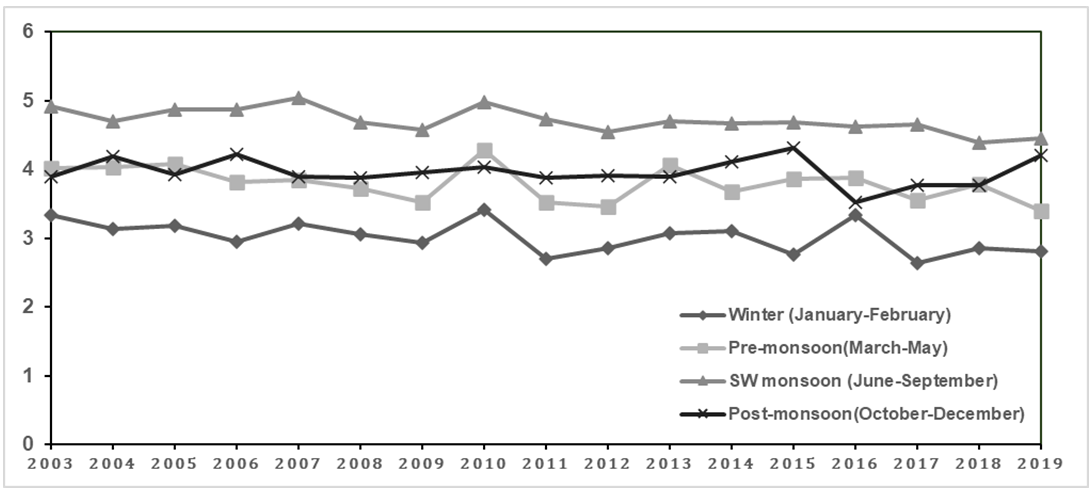 6
5
4
3
2
1
0
2003 2004 2005 2006 2007 2008 2009 2010 2011 2012 2013 2014 2015 2016 2017 2018 2019
Winter (January-February)
Pre-monsoon(March-May)
SW monsoon (June-September)
Post-monsoon(October-December)